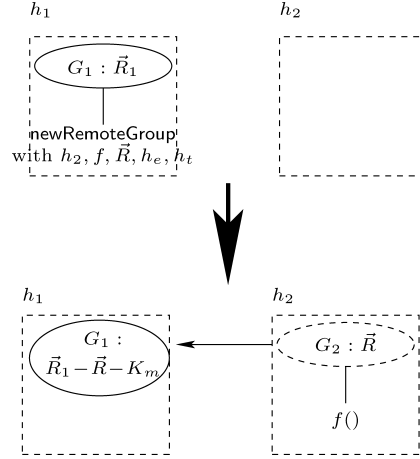 h₁ h₂
G₁ : R⃗₁
newRemoteGroup
with h₂, f, R⃗, hₑ, hₜ
h₁ h₂
G₁ :
R⃗₁−R⃗−Kₘ
G₂ : R⃗
f()